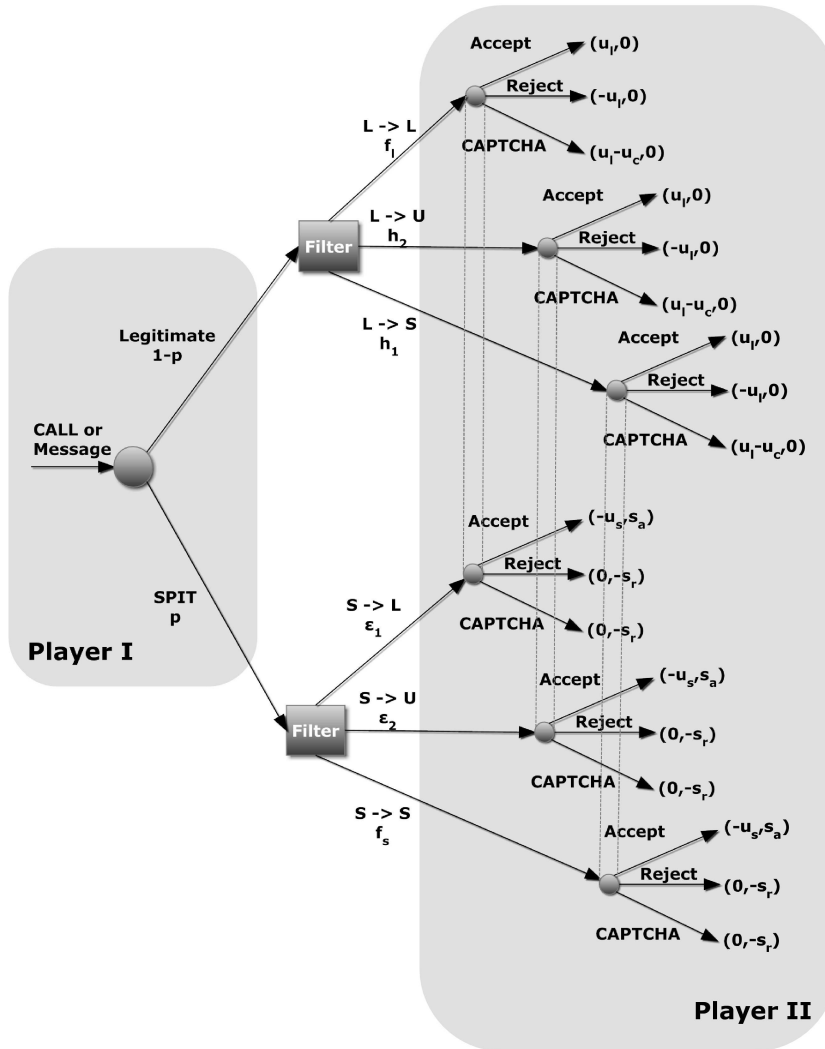 Accept
(u_l,0)
Reject
(-u_l,0)
CAPTCHA
(u_l-u_c,0)
L -> L
f_l
L -> U
h_2
Filter
Accept
(u_l,0)
Reject
(-u_l,0)
CAPTCHA
(u_l-u_c,0)
L -> S
h_1
Accept
(u_l,0)
Reject
(-u_l,0)
CAPTCHA
(u_l-u_c,0)
Legitimate
1-p
CALL or
Message
SPIT
p
Player I
Accept
(-u_s,s_a)
Reject
(0,-s_r)
CAPTCHA
(0,-s_r)
S -> L
ε_1
S -> U
ε_2
Filter
Accept
(-u_s,s_a)
Reject
(0,-s_r)
CAPTCHA
(0,-s_r)
S -> S
f_s
Accept
(-u_s,s_a)
Reject
(0,-s_r)
CAPTCHA
(0,-s_r)
Player II